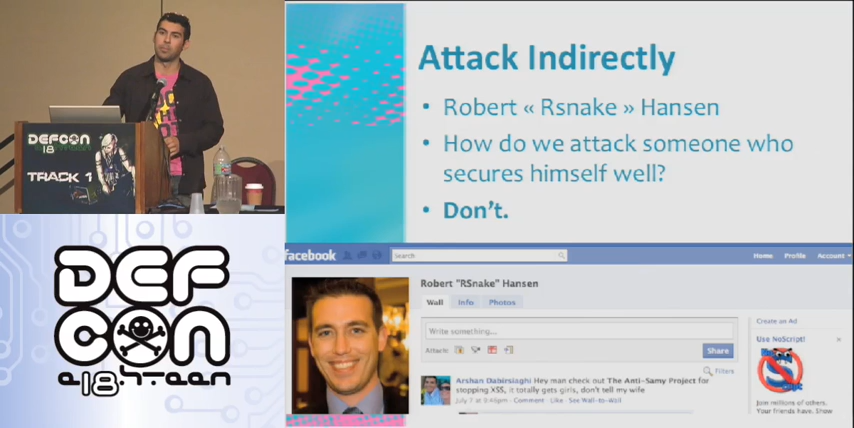 DEFCON
18
TRACK 1
DEF
CON
e18hteen
Attack Indirectly
• Robert « Rsnake » Hansen
• How do we attack someone who
secures himself well?
• Don't.
facebook
Search
Home Profile Account
Robert "RSnake" Hansen
Wall Info Photos
Write something...
Attach:
Share
Filters
Arshan Dabirsiaghi Hey man check out The Anti-Samy Project for
stopping XSS, it totally gets girls, don't tell my wife
July 7 at 3:46pm · Comment · Like · See Wall-to-Wall
Create an Ad
Use NoScript!
Join millions of others.
Your friends have. Show